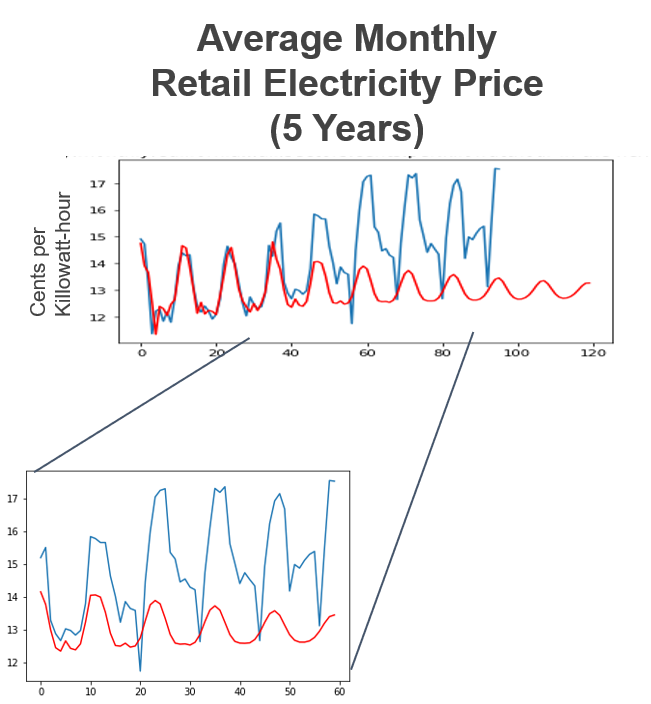 Average Monthly
Retail Electricity Price
(5 Years)
Cents per
Killowatt-hour
17
16
15
14
13
12
0 20 40 60 80 100 120
17
16
15
14
13
12
0 10 20 30 40 50 60